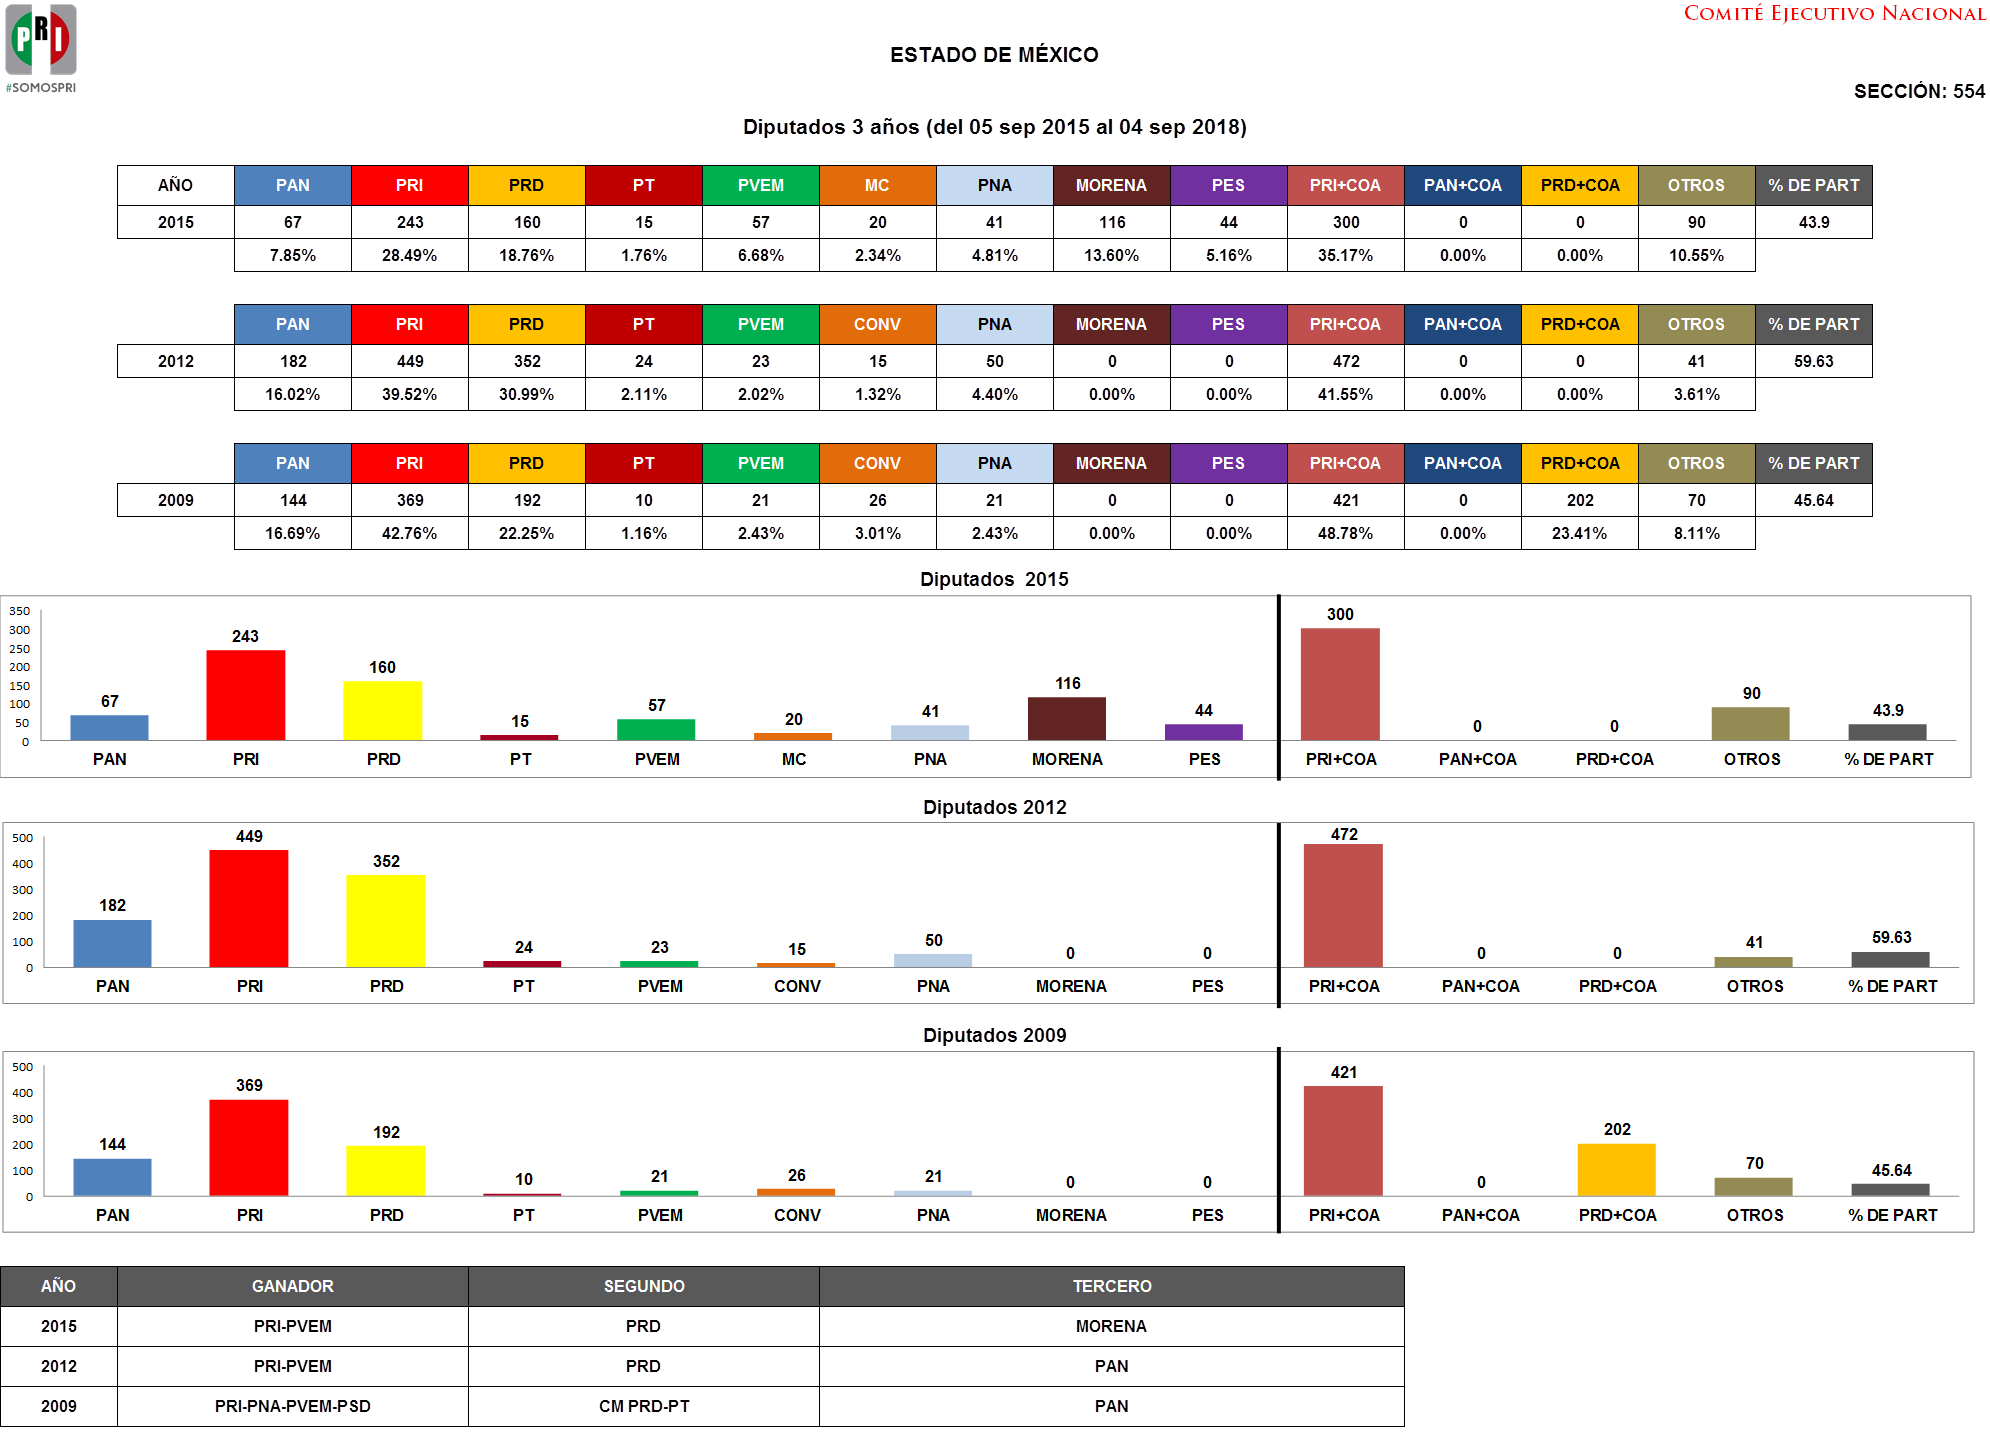 PRI
#SOMOSPRI
COMITÉ EJECUTIVO NACIONAL
ESTADO DE MÉXICO
SECCIÓN: 554
Diputados 3 años (del 05 sep 2015 al 04 sep 2018)
AÑO PAN PRI PRD PT PVEM MC PNA MORENA PES PRI+COA PAN+COA PRD+COA OTROS % DE PART
2015 67 243 160 15 57 20 41 116 44 300 0 0 90 43.9
7.85% 28.49% 18.76% 1.76% 6.68% 2.34% 4.81% 13.60% 5.16% 35.17% 0.00% 0.00% 10.55%
PAN PRI PRD PT PVEM CONV PNA MORENA PES PRI+COA PAN+COA PRD+COA OTROS % DE PART
2012 182 449 352 24 23 15 50 0 0 472 0 0 41 59.63
16.02% 39.52% 30.99% 2.11% 2.02% 1.32% 4.40% 0.00% 0.00% 41.55% 0.00% 0.00% 3.61%
PAN PRI PRD PT PVEM CONV PNA MORENA PES PRI+COA PAN+COA PRD+COA OTROS % DE PART
2009 144 369 192 10 21 26 21 0 0 421 0 202 70 45.64
16.69% 42.76% 22.25% 1.16% 2.43% 3.01% 2.43% 0.00% 0.00% 48.78% 0.00% 23.41% 8.11%
Diputados 2015
350
300
250
200
150
100
50
0
67 243 160 15 57 20 41 116 44 300 0 0 90 43.9
PAN PRI PRD PT PVEM MC PNA MORENA PES PRI+COA PAN+COA PRD+COA OTROS % DE PART
Diputados 2012
500
400
300
200
100
0
182 449 352 24 23 15 50 0 0 472 0 0 41 59.63
PAN PRI PRD PT PVEM CONV PNA MORENA PES PRI+COA PAN+COA PRD+COA OTROS % DE PART
Diputados 2009
500
400
300
200
100
0
144 369 192 10 21 26 21 0 0 421 0 202 70 45.64
PAN PRI PRD PT PVEM CONV PNA MORENA PES PRI+COA PAN+COA PRD+COA OTROS % DE PART
AÑO GANADOR SEGUNDO TERCERO
2015 PRI-PVEM PRD MORENA
2012 PRI-PVEM PRD PAN
2009 PRI-PNA-PVEM-PSD CM PRD-PT PAN